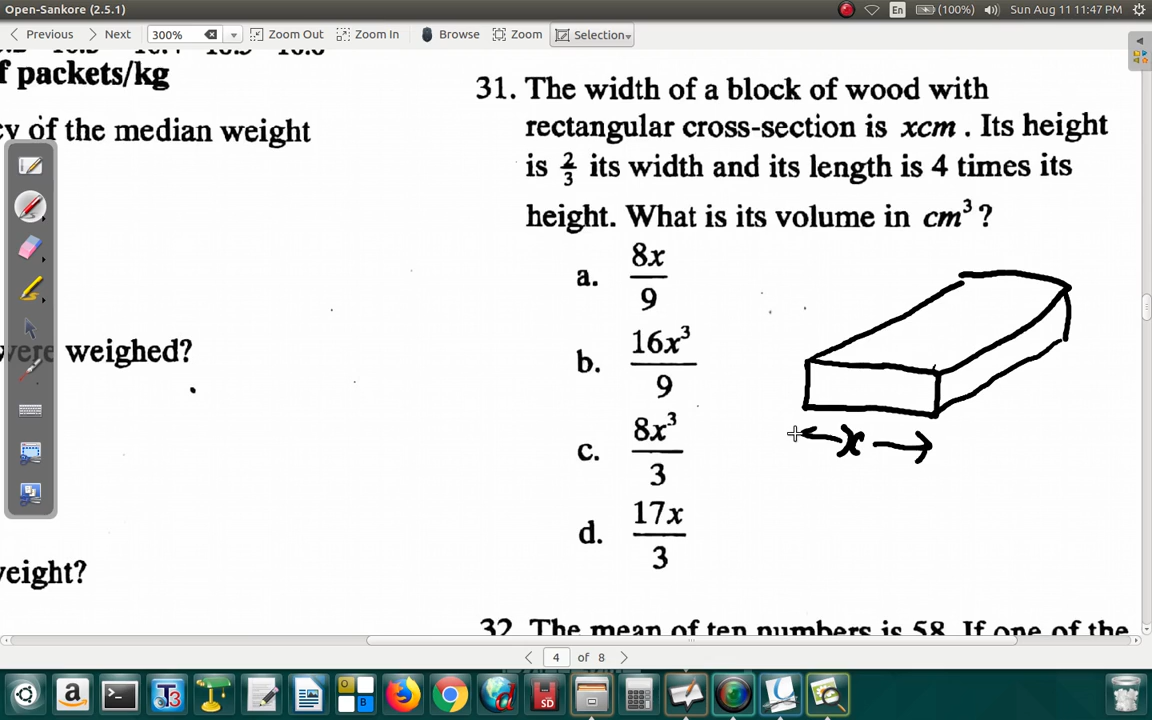 Open-Sankore (2.5.1)
En (100%) Sun Aug 11 11:47 PM
Previous Next 300% Zoom Out Zoom In Browse Zoom Selection
f packets/kg
of the median weight
were weighed?
veight?
31. The width of a block of wood with
rectangular cross-section is xcm . Its height
is 2/3 its width and its length is 4 times its
height. What is its volume in cm³ ?
a. 8x/9
b. 16x³/9
c. 8x³/3
d. 17x/3
x
32. The mean of ten numbers is 58. If one of the
4 of 8